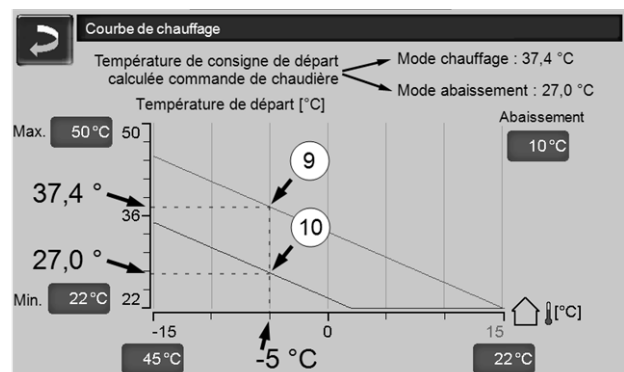 Courbe de chauffage
Température de consigne de départ
calculée commande de chaudière
Mode chauffage : 37,4 °C
Mode abaissement : 27,0 °C
Température de départ [°C]
Abaissement
Max. 50°C
50
10°C
9
37,4 °
36
10
27,0 °
Min. 22°C
22
[°C]
-15
0
15
45°C
-5 °C
22°C